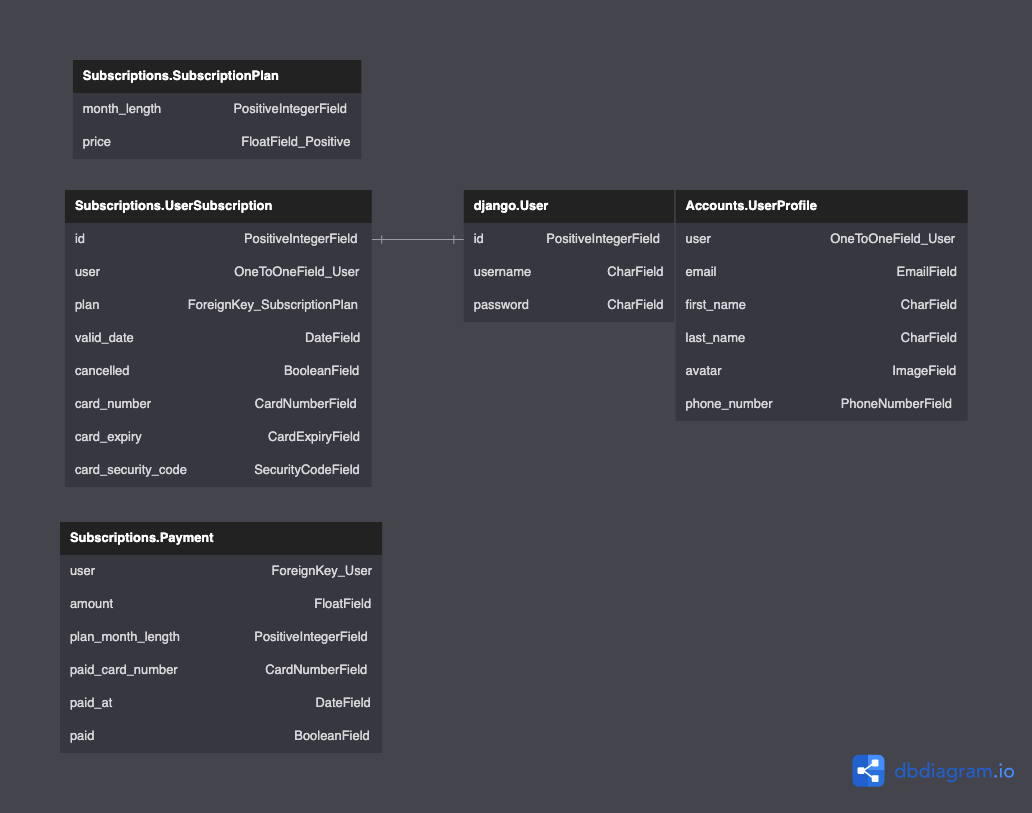 Subscriptions.SubscriptionPlan
month_length PositiveIntegerField
price FloatField_Positive
Subscriptions.UserSubscription
id PositiveIntegerField
user OneToOneField_User
plan ForeignKey_SubscriptionPlan
valid_date DateField
cancelled BooleanField
card_number CardNumberField
card_expiry CardExpiryField
card_security_code SecurityCodeField
django.User
id PositiveIntegerField
username CharField
password CharField
Accounts.UserProfile
user OneToOneField_User
email EmailField
first_name CharField
last_name CharField
avatar ImageField
phone_number PhoneNumberField
Subscriptions.Payment
user ForeignKey_User
amount FloatField
plan_month_length PositiveIntegerField
paid_card_number CardNumberField
paid_at DateField
paid BooleanField
dbdiagram.io